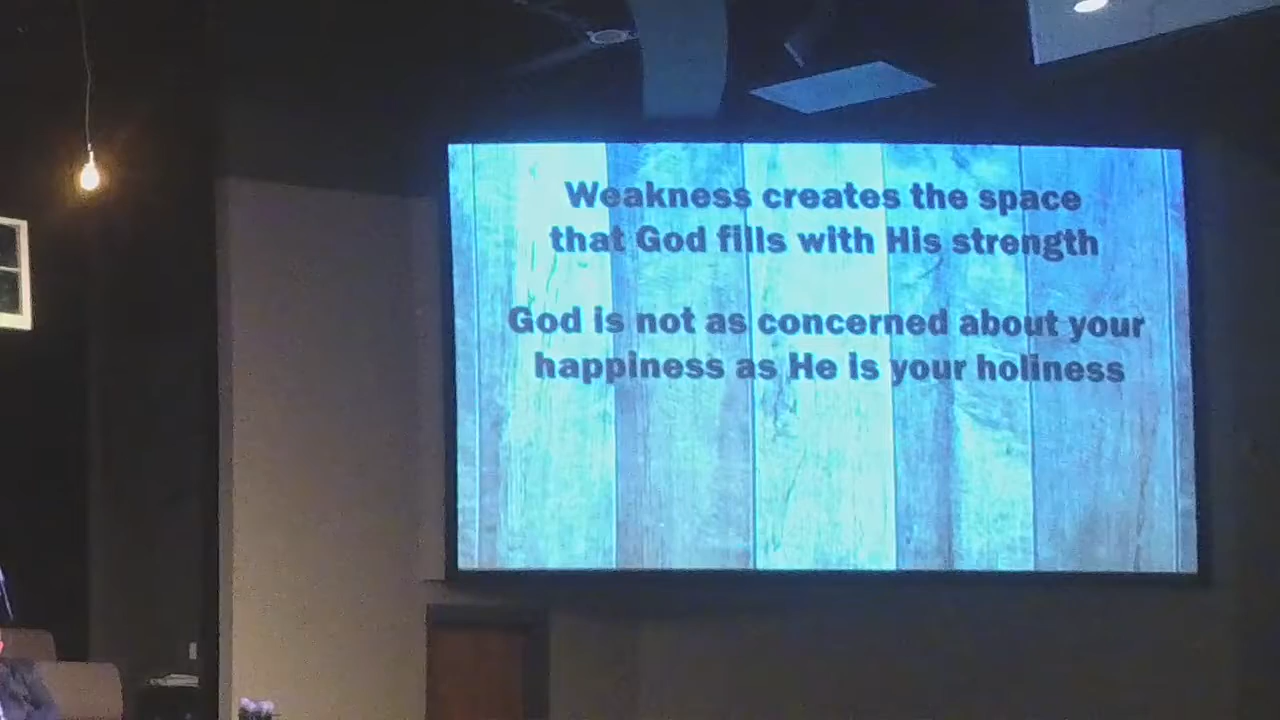 Weakness creates the space
that God fills with His strength
God is not as concerned about your
happiness as He is your holiness